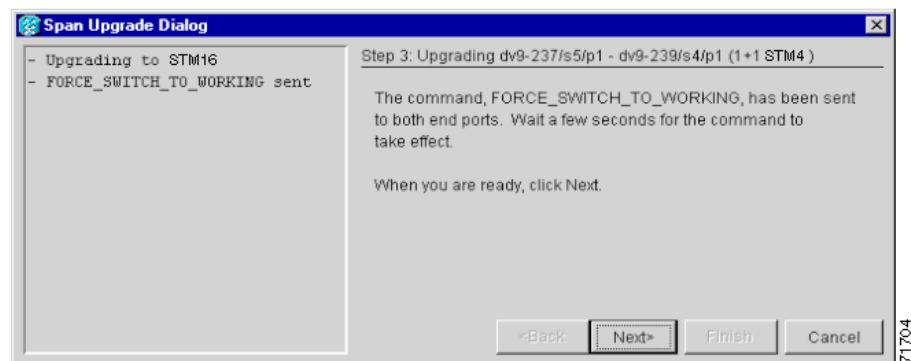 Span Upgrade Dialog
- Upgrading to STM16
- FORCE_SWITCH_TO_WORKING sent
Step 3: Upgrading dv9-237/s5/p1 - dv9-239/s4/p1 (1+1 STM4 )
The command, FORCE_SWITCH_TO_WORKING, has been sent
to both end ports. Wait a few seconds for the command to
take effect.
When you are ready, click Next.
<Back
Next>
Finish
Cancel
71704